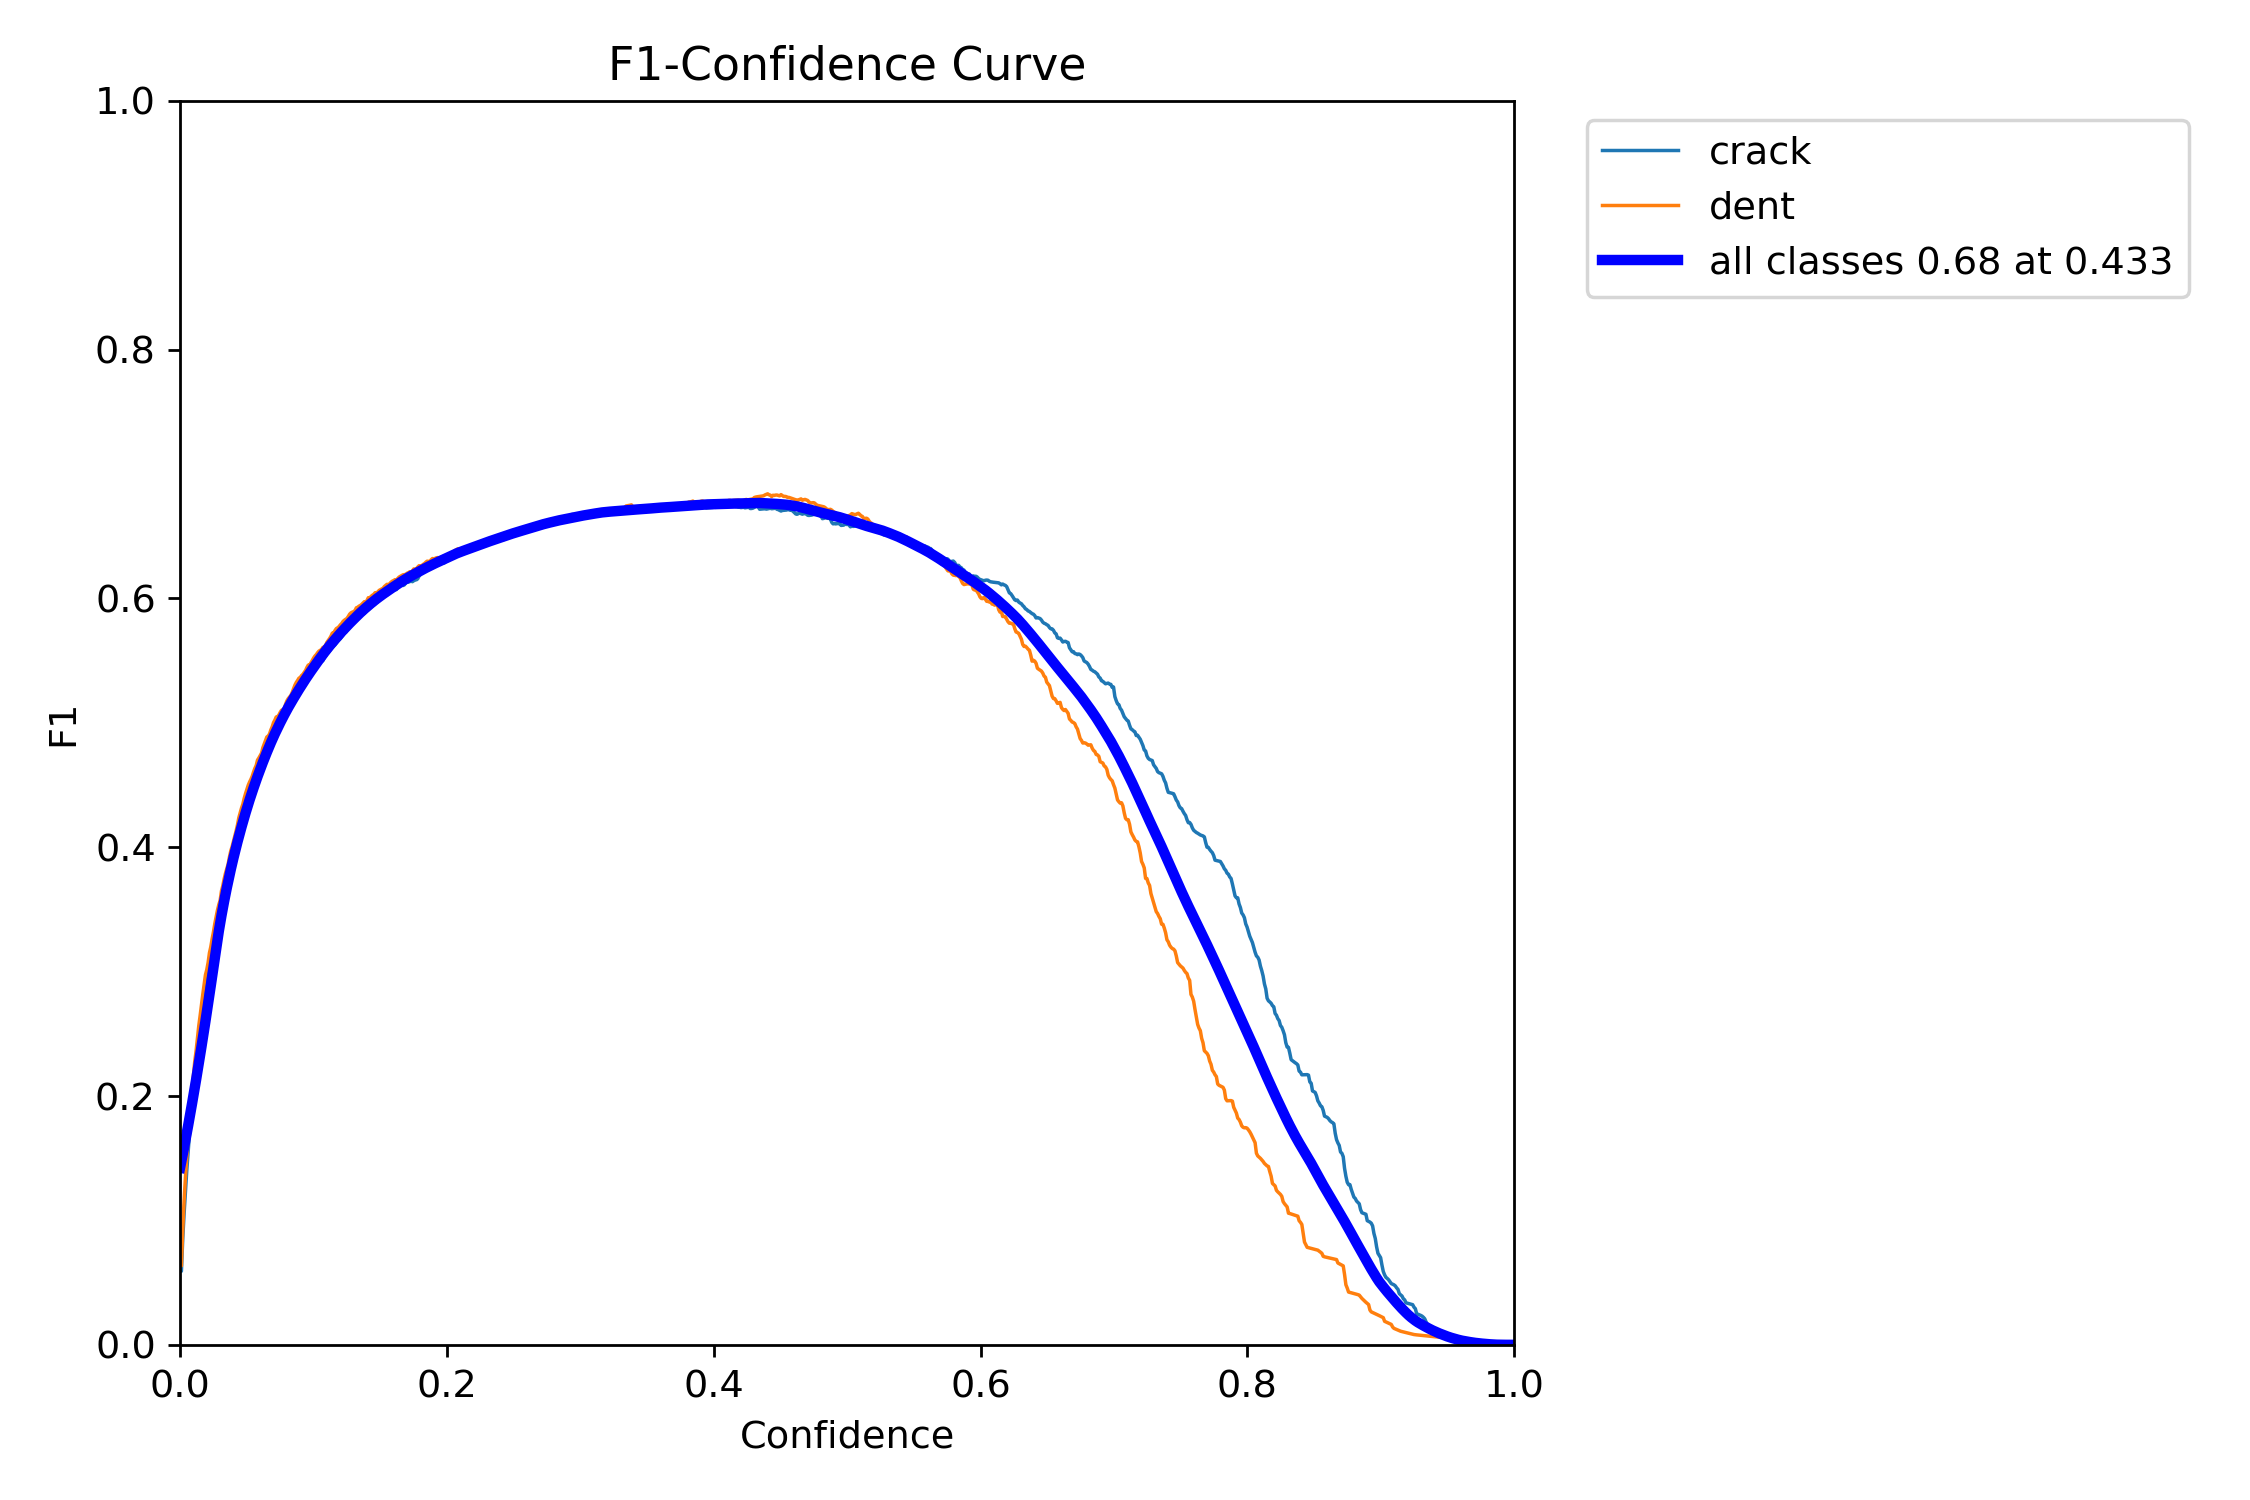 F1-Confidence Curve
crack
dent
all classes 0.68 at 0.433
1.0
0.8
0.6
0.4
0.2
0.0
F1
0.0 0.2 0.4 0.6 0.8 1.0
Confidence